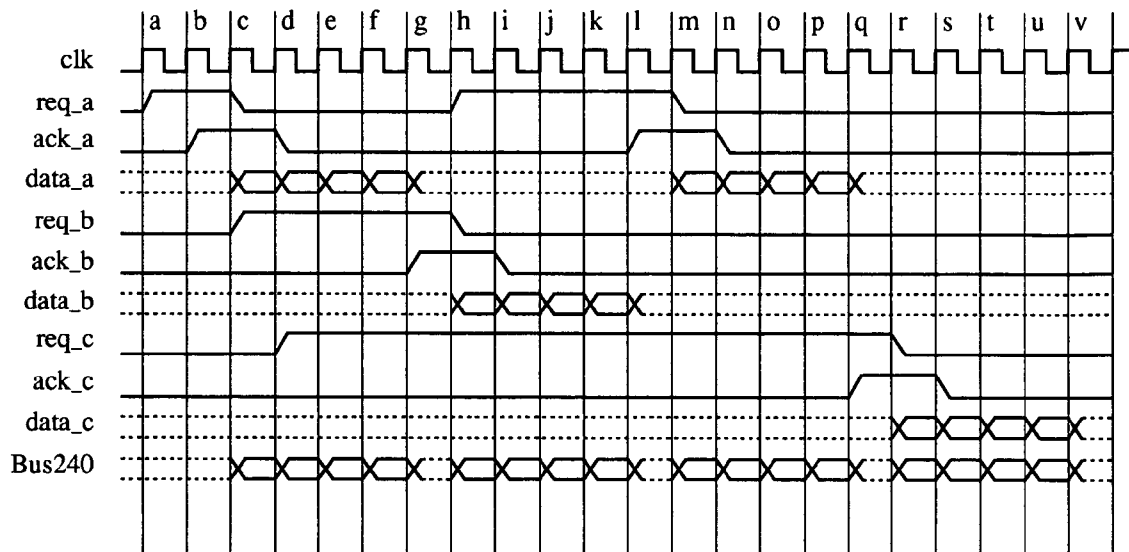 a b c d e f g h i j k l m n o p q r s t u v
clk
req_a
ack_a
data_a
req_b
ack_b
data_b
req_c
ack_c
data_c
Bus240